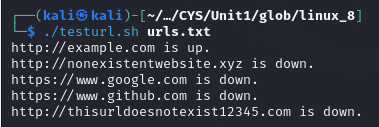 ┌──(kali㉿kali)-[~/…/CYS/Unit1/glob/linux_8]
└─$ ./testurl.sh urls.txt
http://example.com is up.
http://nonexistentwebsite.xyz is down.
https://www.google.com is down.
https://www.github.com is down.
http://thisurldoesnotexist12345.com is down.